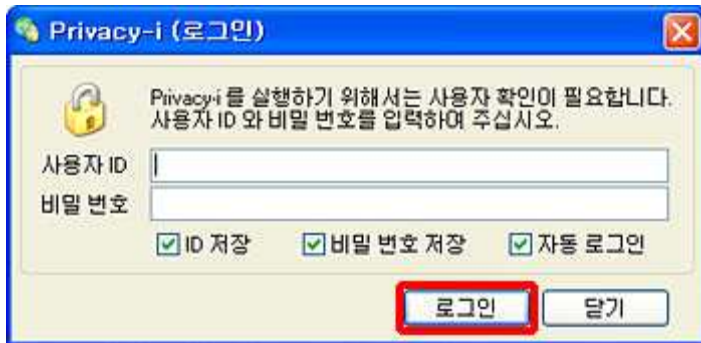 Privacy-i (로그인)
Privacy-i 를 실행하기 위해서는 사용자 확인이 필요합니다.
사용자 ID 와 비밀 번호를 입력하여 주십시오.
사용자 ID
비밀 번호
ID 저장 비밀 번호 저장 자동 로그인
로그인 닫기